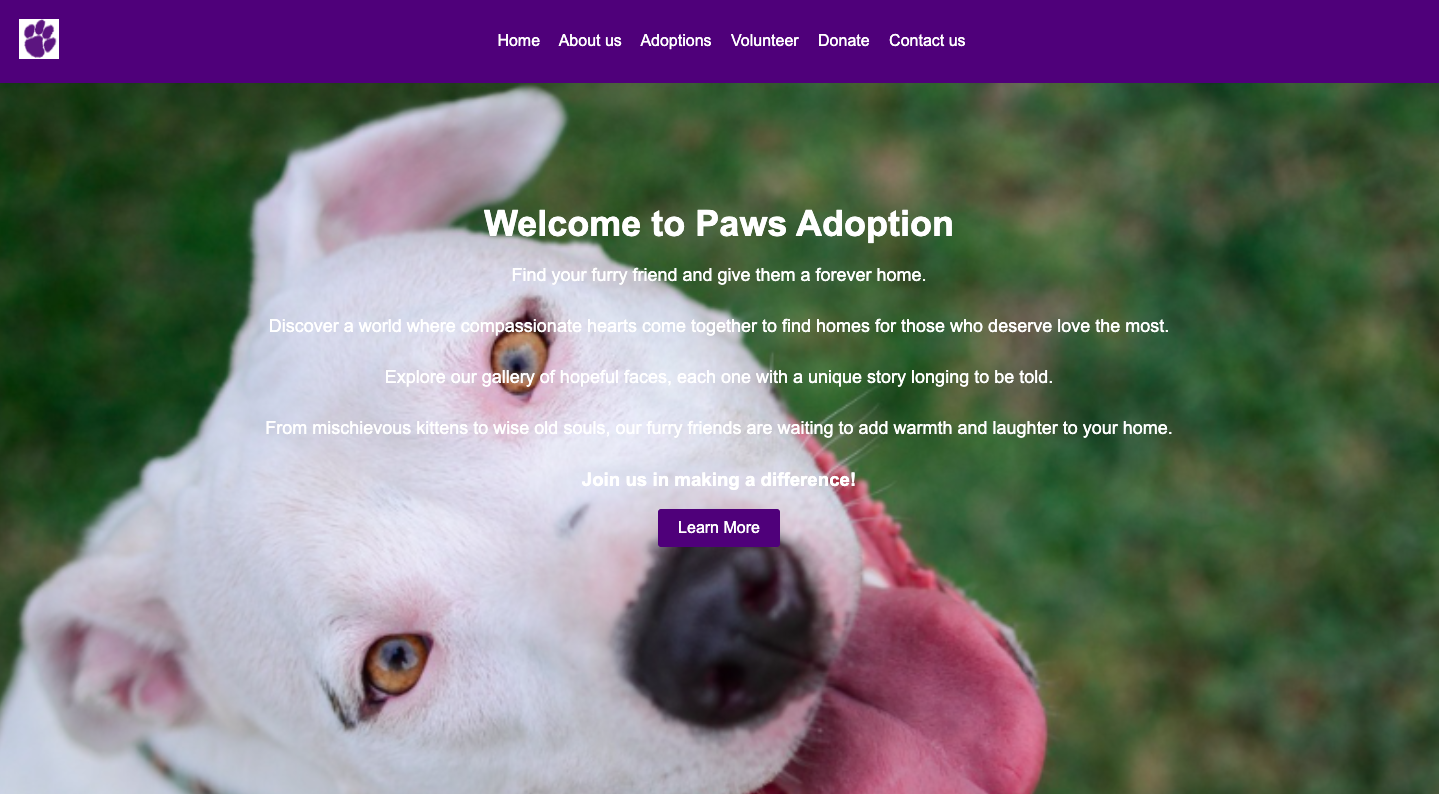 Home About us Adoptions Volunteer Donate Contact us
Welcome to Paws Adoption
Find your furry friend and give them a forever home.
Discover a world where compassionate hearts come together to find homes for those who deserve love the most.
Explore our gallery of hopeful faces, each one with a unique story longing to be told.
From mischievous kittens to wise old souls, our furry friends are waiting to add warmth and laughter to your home.
Join us in making a difference!
Learn More